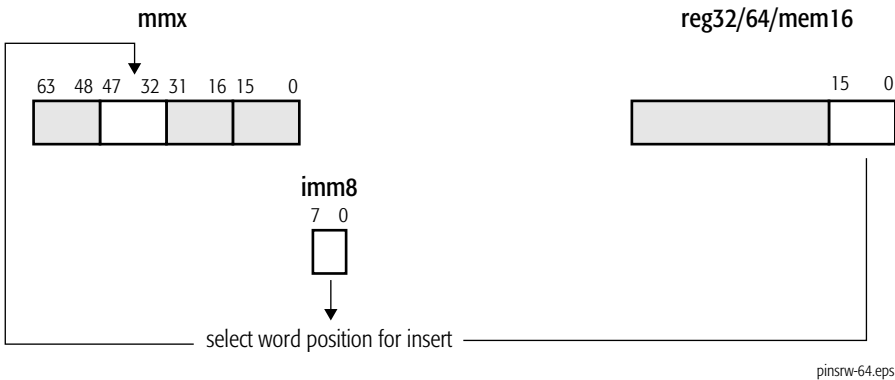 mmx
reg32/64/mem16
63 48 47 32 31 16 15 0
15 0
imm8
7 0
select word position for insert
pinsrw-64.eps